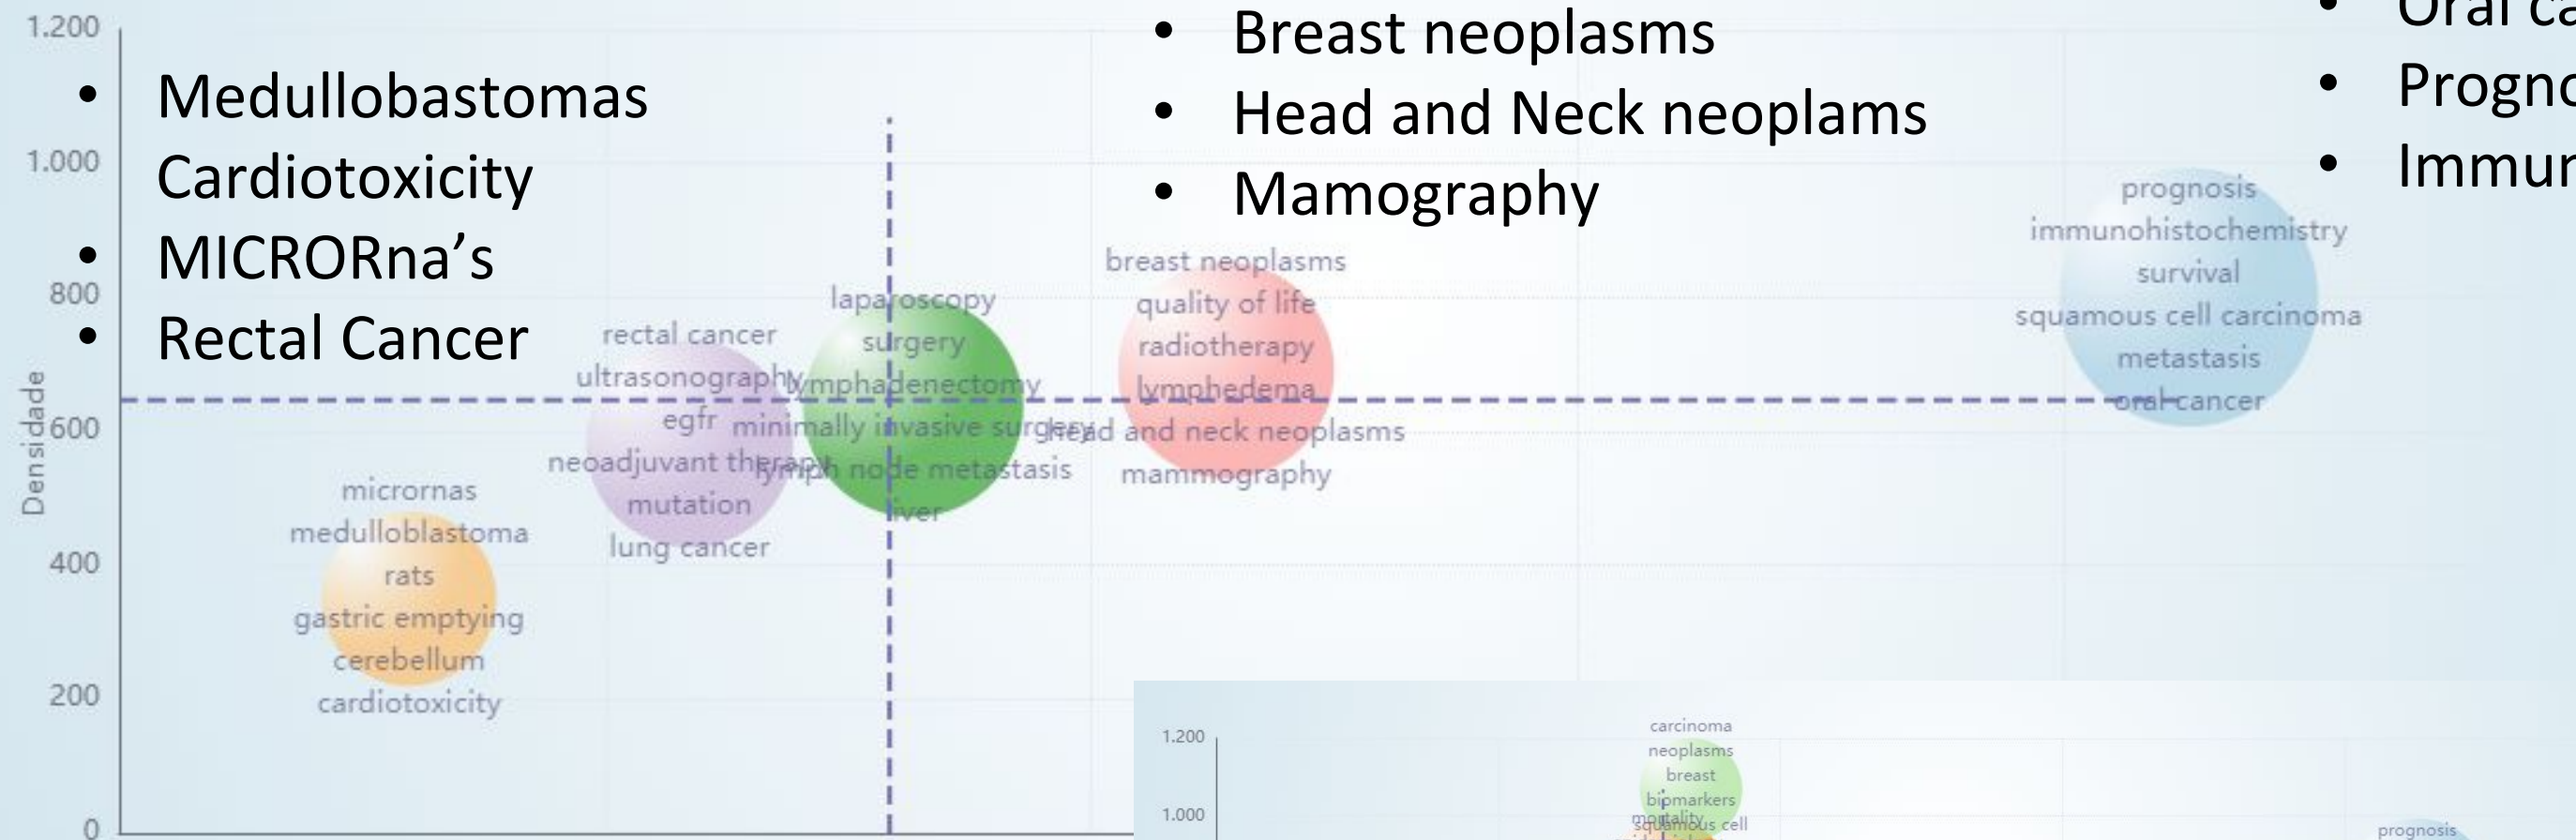 1.200
1.000
800
600
400
200
0
Densidade
• Medullobastomas
Cardiotoxicity
• MICRORna’s
• Rectal Cancer
• Breast neoplasms
• Head and Neck neoplams
• Mamography
• Oral
•
•
micrornas
medulloblastoma
rats
gastric emptying
cerebellum
cardiotoxicity
rectal cancer
ultrasonography
egfr
neoadjuvant therapy
mutation
lung cancer
laparoscopy
surgery
lymphadenectomy
minimally invasive surgery
lymph node metastasis
liver
breast neoplasms
quality of life
radiotherapy
lymphedema
head and neck neoplasms
mammography
prognosis
immunohistochemistry
survival
squamous cell carcinoma
metastasis
oral cancer
1.200
1.000
carcinoma
neoplasms
breast
biomarkers
mortality
squamous cell
prognosis